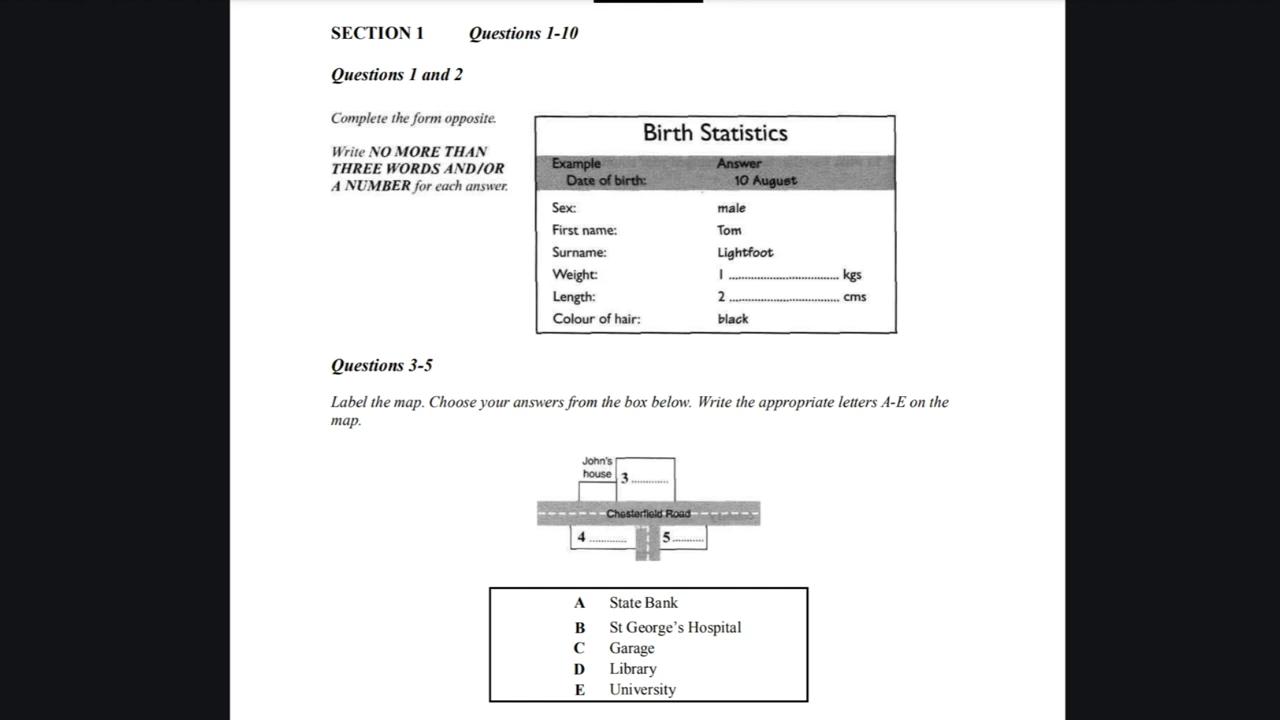 SECTION 1 Questions 1-10
Questions 1 and 2
Complete the form opposite.
Write NO MORE THAN
THREE WORDS AND/OR
A NUMBER for each answer.
Birth Statistics
Example Answer
Date of birth: 10 August
Sex: male
First name: Tom
Surname: Lightfoot
Weight: 1 ............................... kgs
Length: 2 ............................... cms
Colour of hair: black
Questions 3-5
Label the map. Choose your answers from the box below. Write the appropriate letters A-E on the
map.
John's
house
3 ............
Chesterfield Road
4 ............ 5 ............
A State Bank
B St George's Hospital
C Garage
D Library
E University